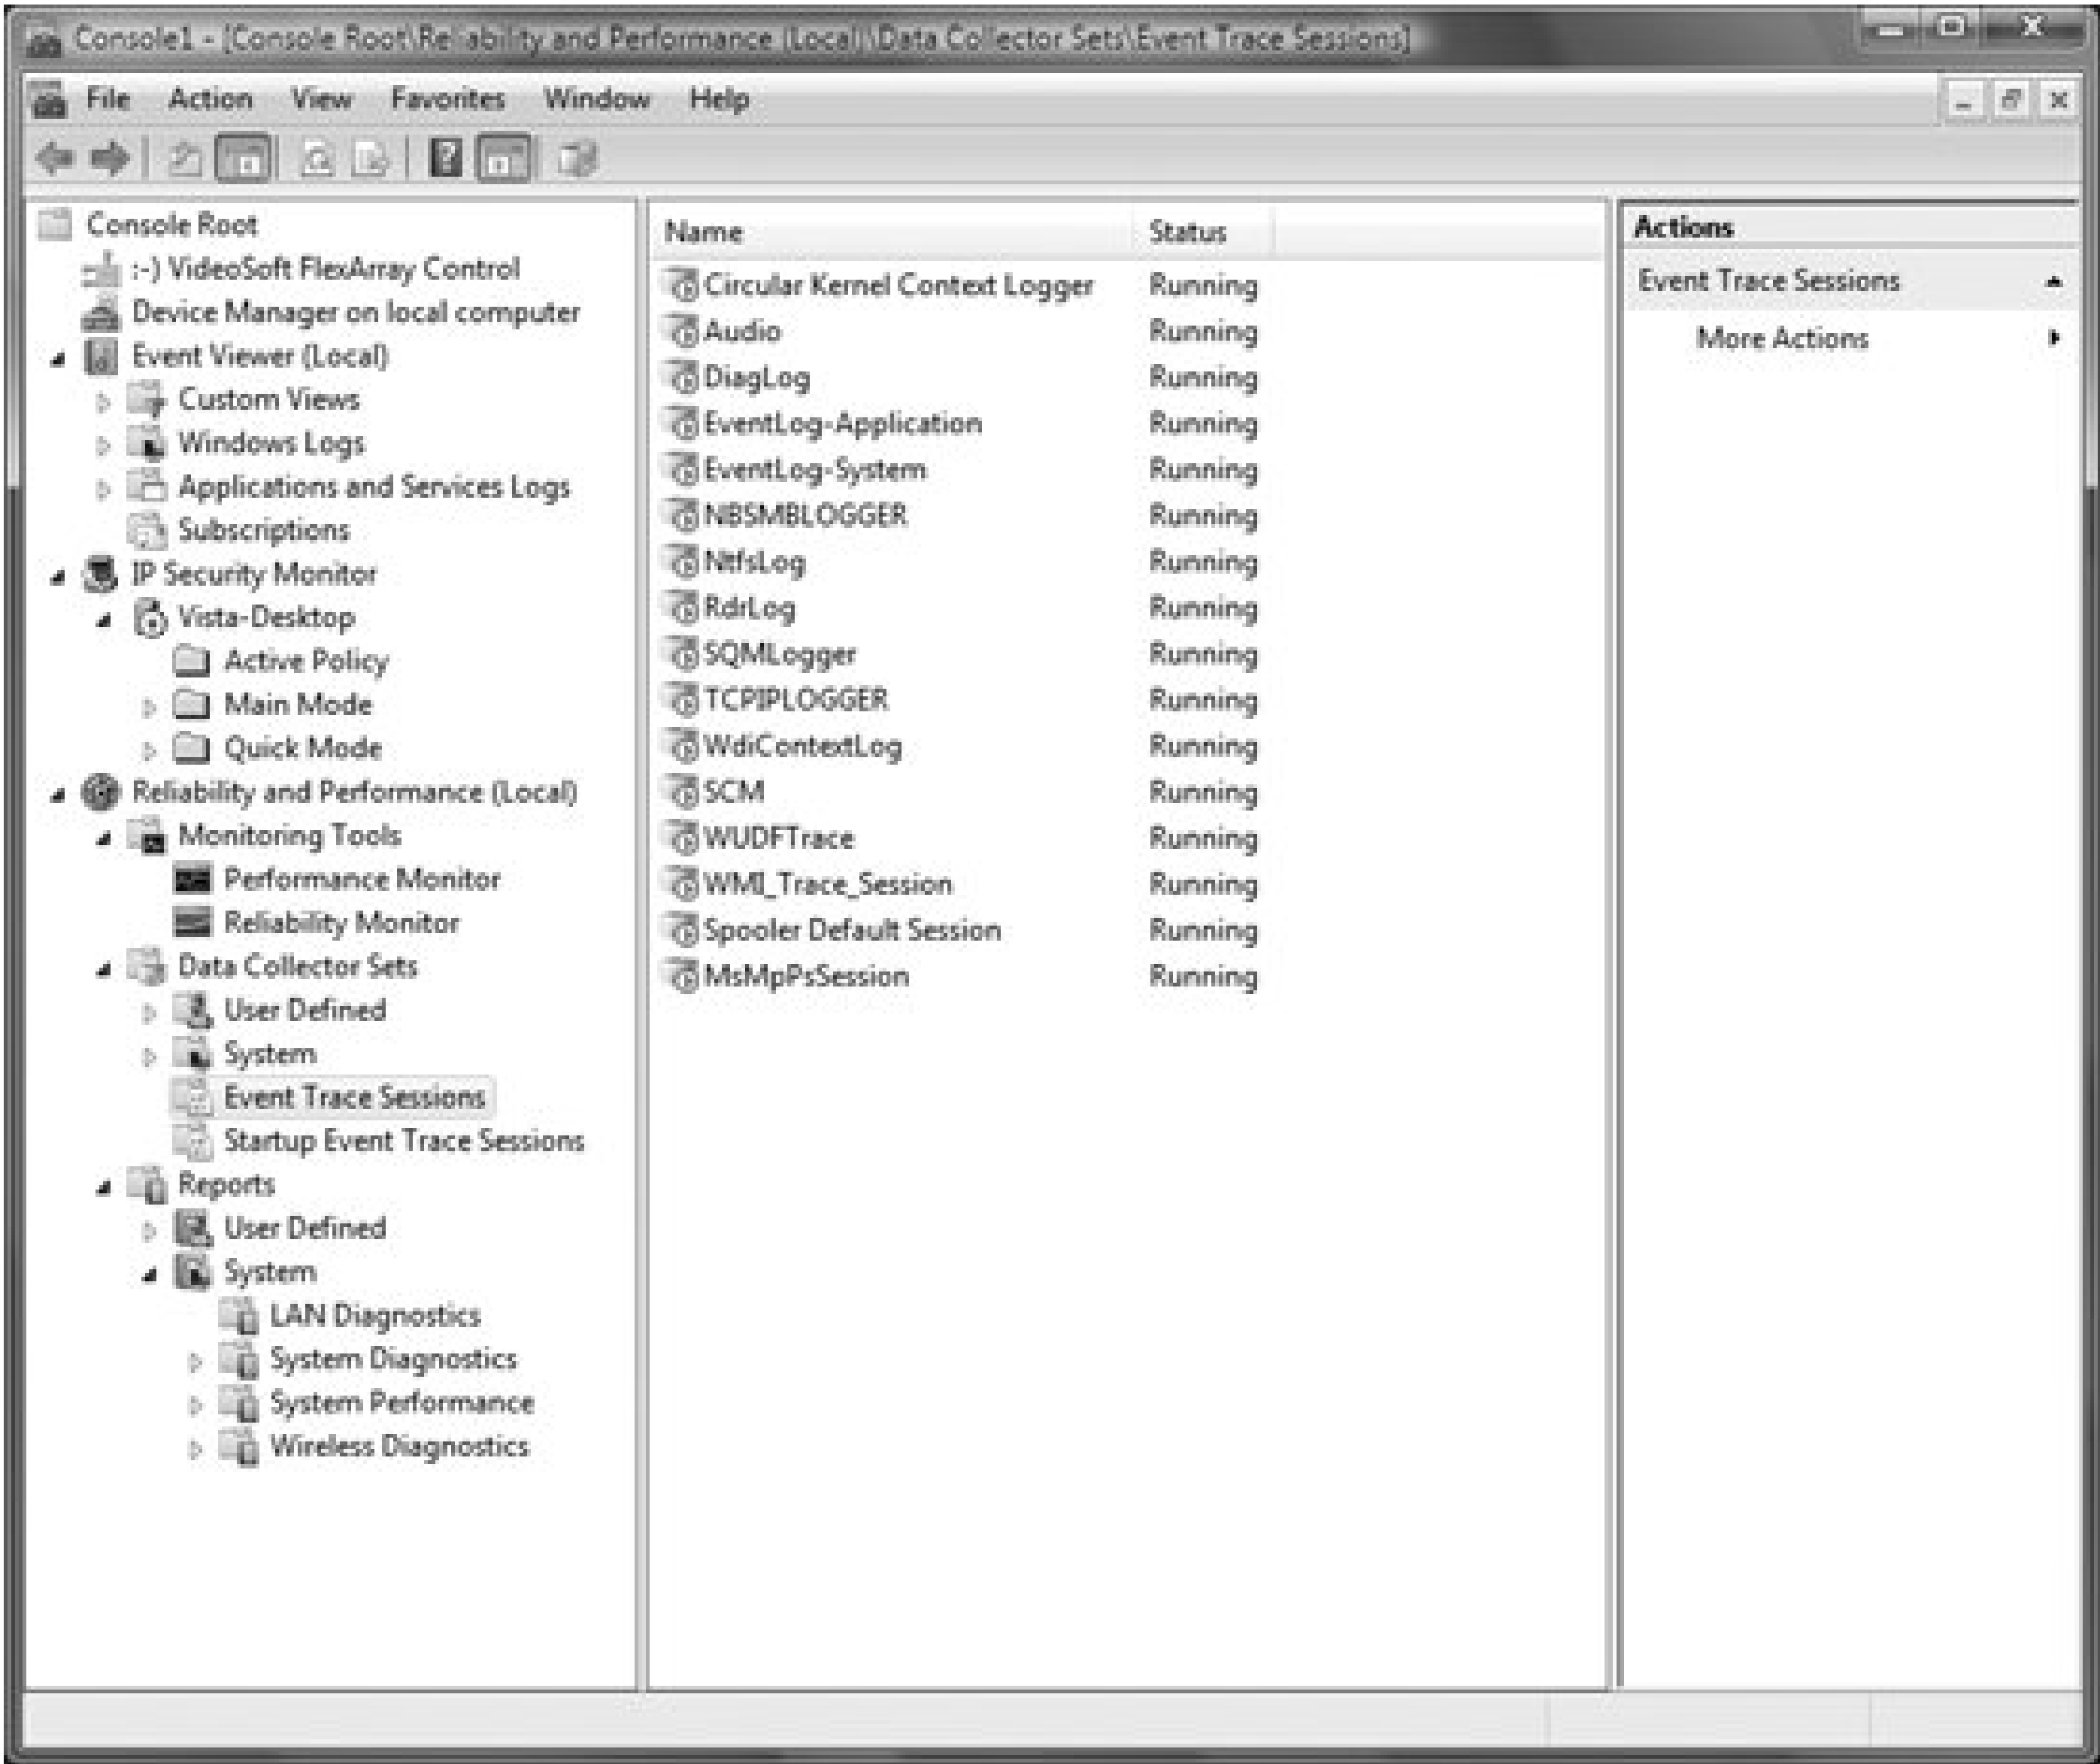 Console1 - [Console Root\Reliability and Performance (Local)\Data Collector Sets\Event Trace Sessions]
File Action View Favorites Window Help
Console Root
:-) VideoSoft FlexArray Control
Device Manager on local computer
Event Viewer (Local)
Custom Views
Windows Logs
Applications and Services Logs
Subscriptions
IP Security Monitor
Vista-Desktop
Active Policy
Main Mode
Quick Mode
Reliability and Performance (Local)
Monitoring Tools
Performance Monitor
Reliability Monitor
Data Collector Sets
User Defined
System
Event Trace Sessions
Startup Event Trace Sessions
Reports
User Defined
System
LAN Diagnostics
System Diagnostics
System Performance
Wireless Diagnostics
Name Status
Circular Kernel Context Logger Running
Audio Running
DiagLog Running
EventLog-Application Running
EventLog-System Running
NBSMBLOGGER Running
NtfsLog Running
RdrLog Running
SQMLogger Running
TCPIPLOGGER Running
WdiContextLog Running
SCM Running
WUDFTrace Running
WMI_Trace_Session Running
Spooler Default Session Running
MsMpPsSession Running
Actions
Event Trace Sessions
More Actions